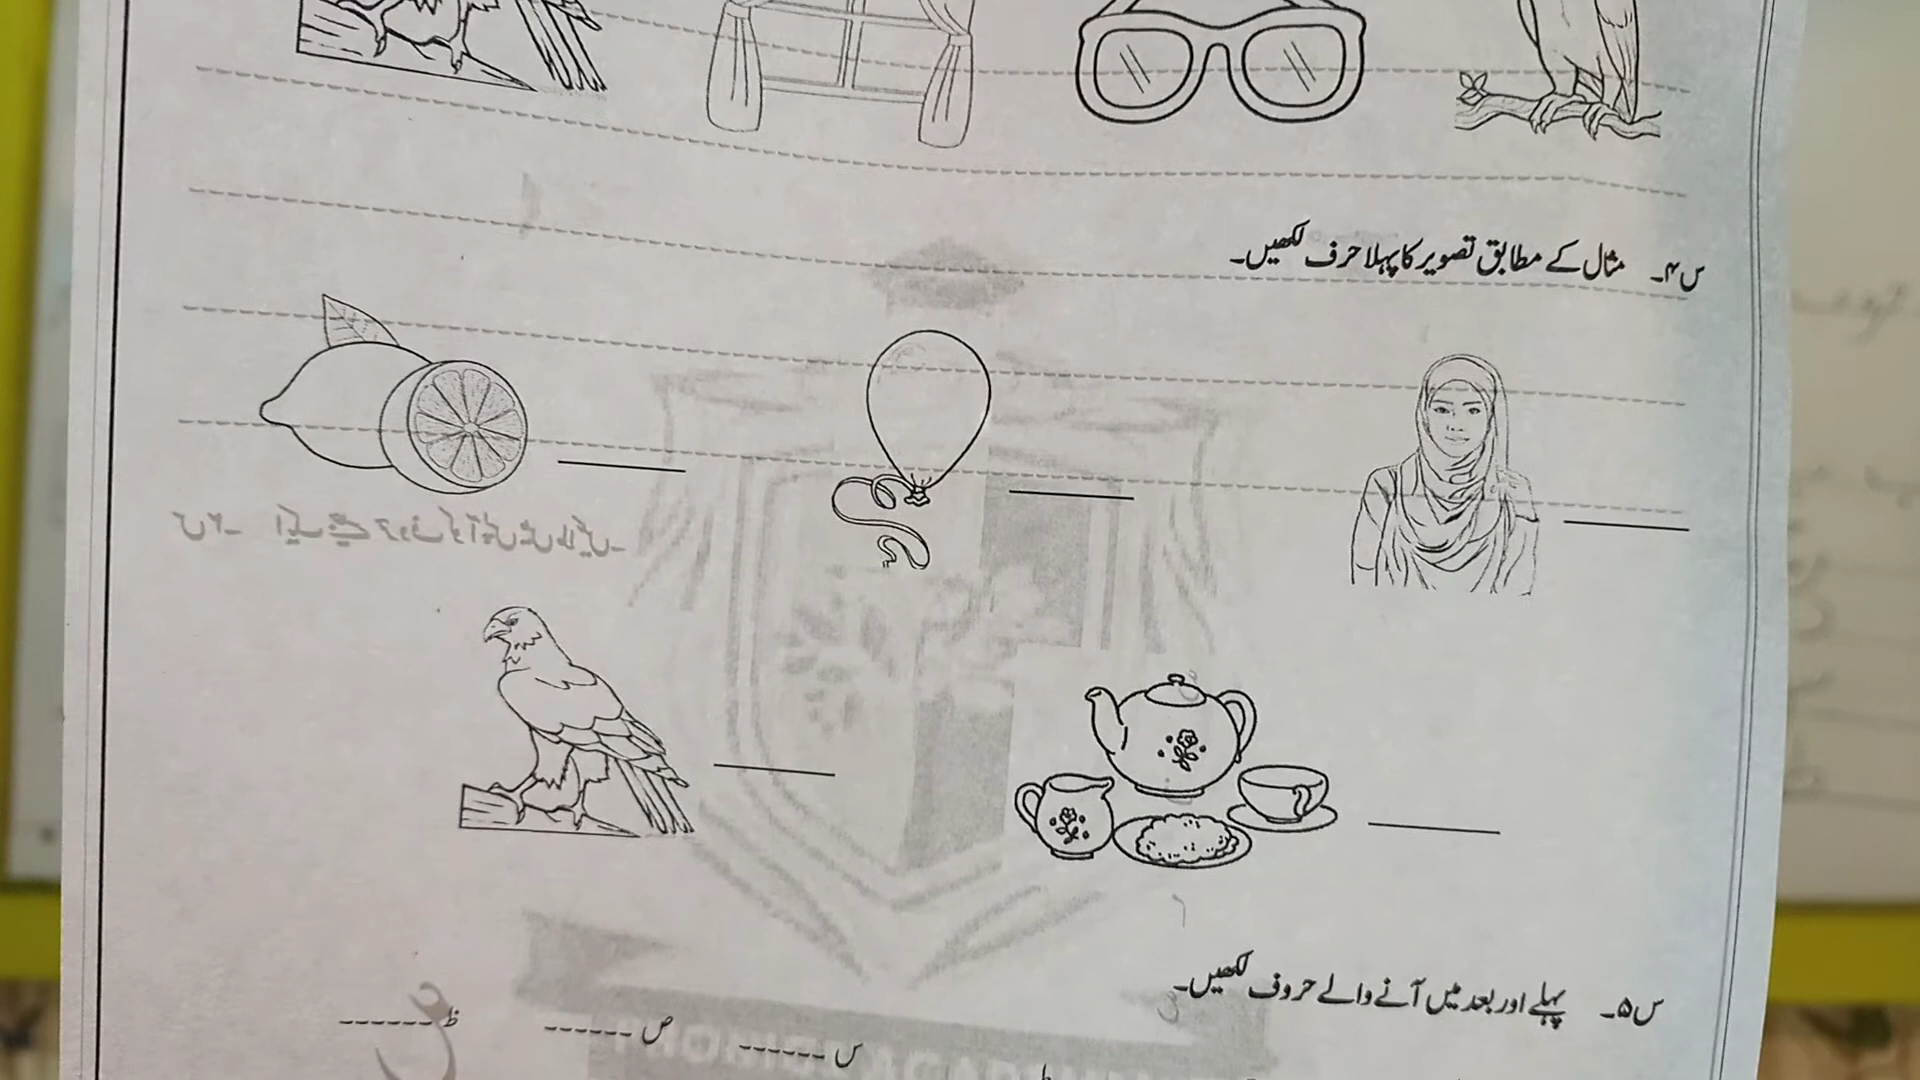 س۴۔ مثال کے مطابق تصویر کا پہلا حرف لکھیں۔
س۵۔ پہلے اور بعد میں آنے والے حروف لکھیں۔
س ------ ص ------ ظ ------